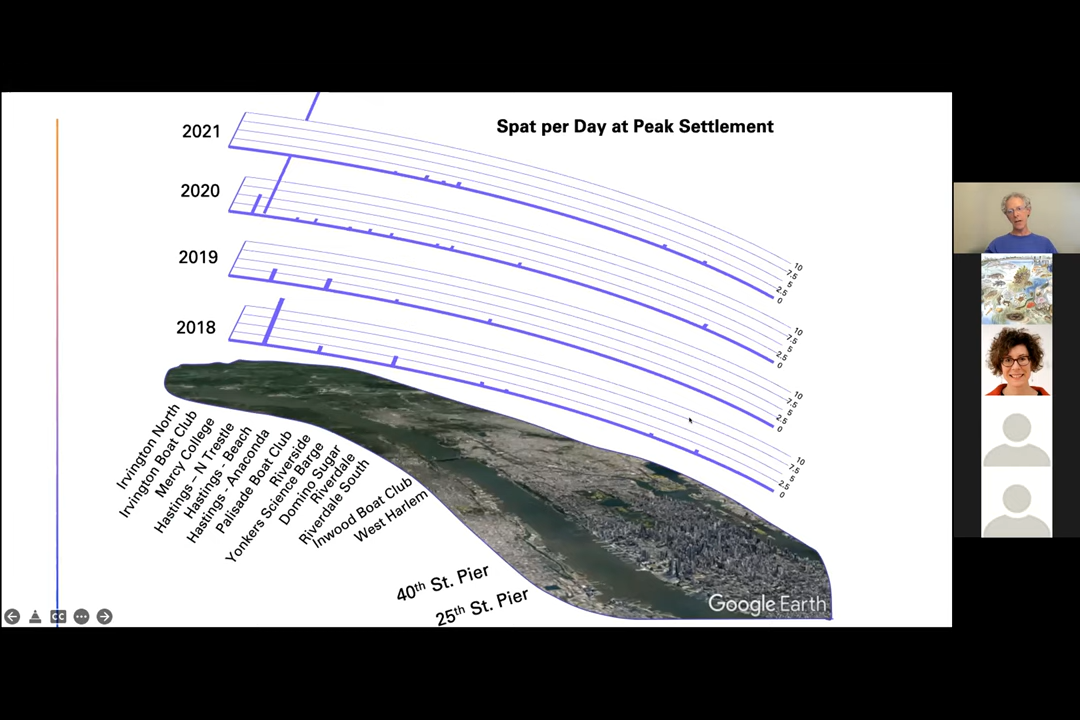 Spat per Day at Peak Settlement
2021
10
7.5
5
2.5
0
2020
10
7.5
5
2.5
0
2019
10
7.5
5
2.5
0
2018
10
7.5
5
2.5
0
Irvington North
Irvington Boat Club
Mercy College
Hastings – N Trestle
Hastings - Beach
Hastings - Anaconda
Palisade Boat Club
Riverside
Yonkers Science Barge
Domino Sugar
Riverdale
Riverdale South
Inwood Boat Club
West Harlem
40th St. Pier
25th St. Pier
Google Earth
CC